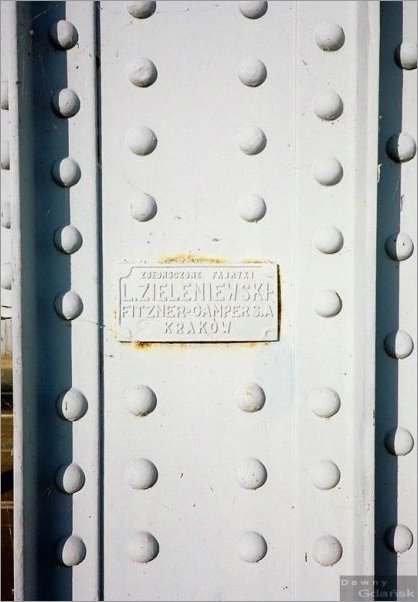 ZJEDNOCZONE FABRYKI
L. ZIELENIEWSKI
FITZNER-GAMPER S.A
KRAKÓW
Dawny
Gdańsk